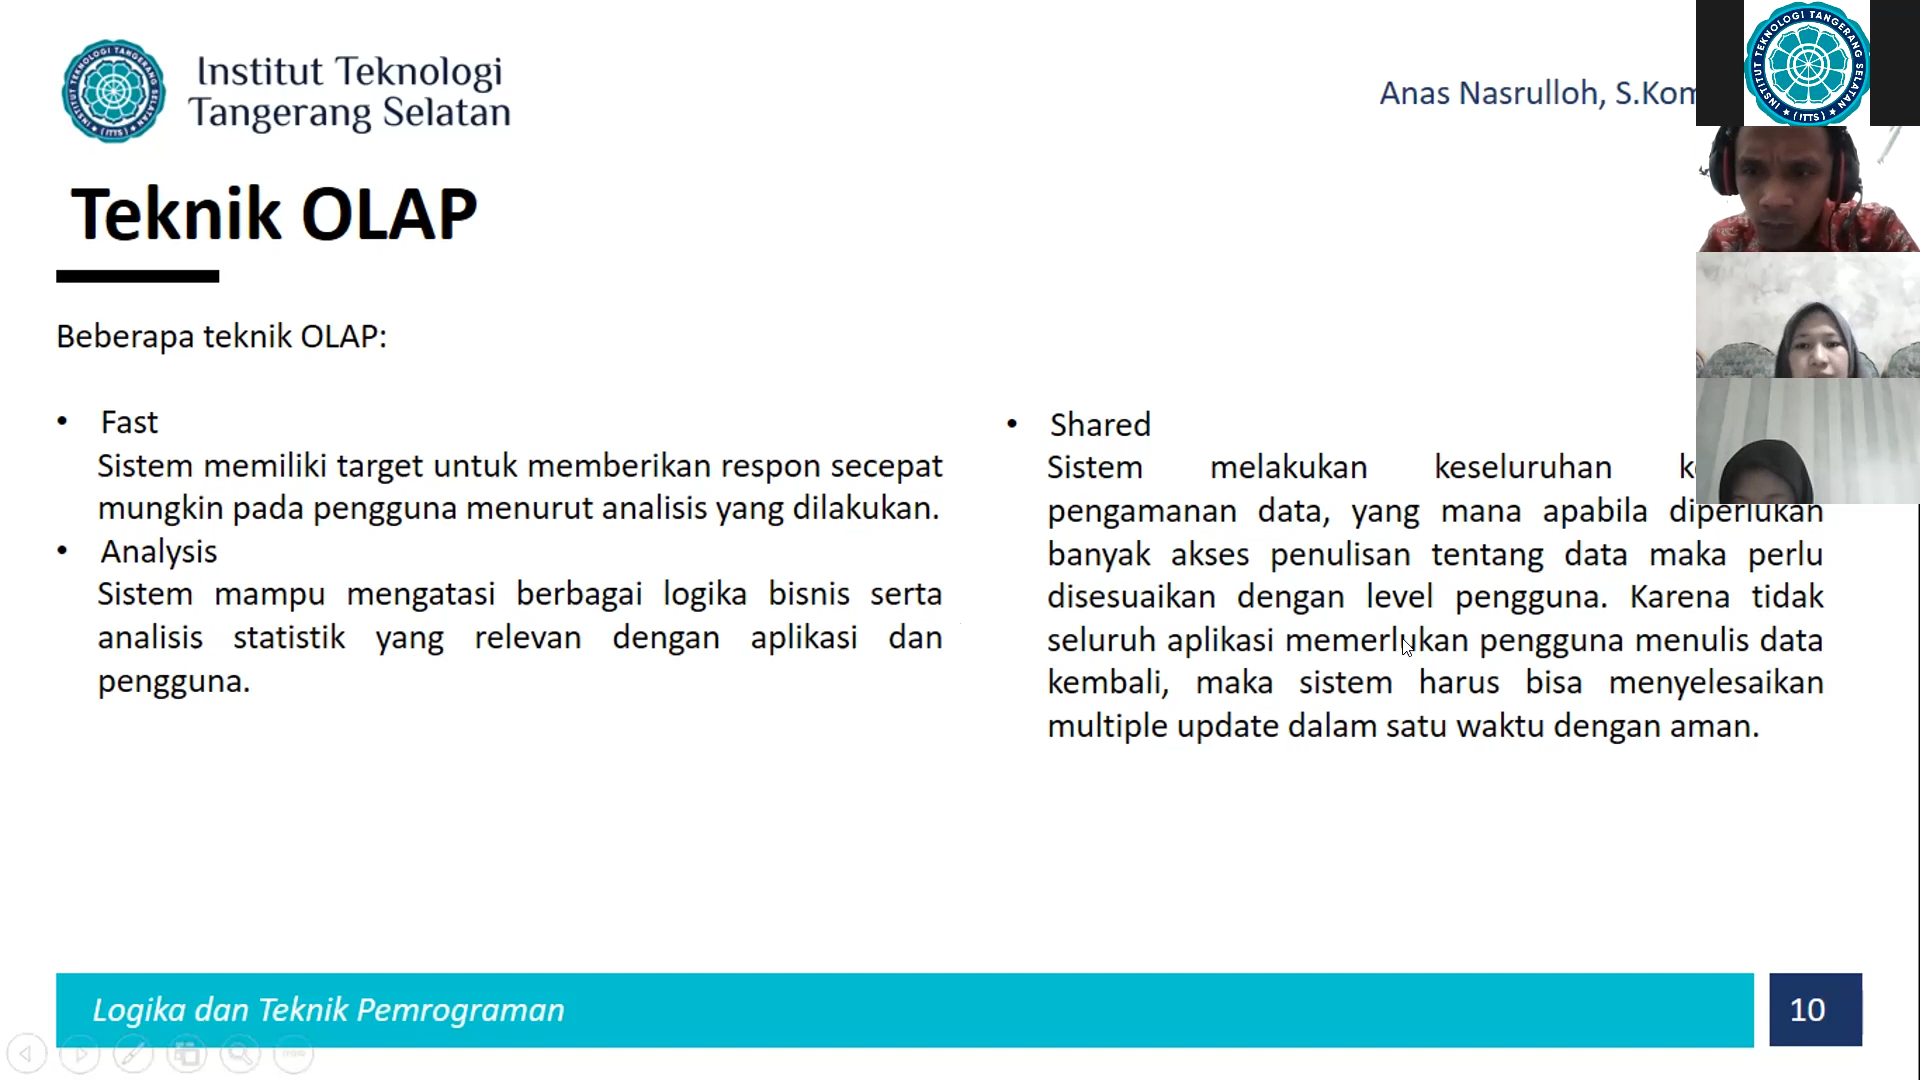 Institut Teknologi
Tangerang Selatan
Anas Nasrulloh, S.Kom
INSTITUT TEKNOLOGI TANGERANG SELATAN
(ITTS)
Teknik OLAP
Beberapa teknik OLAP:
• Fast
Sistem memiliki target untuk memberikan respon secepat
mungkin pada pengguna menurut analisis yang dilakukan.
• Analysis
Sistem mampu mengatasi berbagai logika bisnis serta
analisis statistik yang relevan dengan aplikasi dan
pengguna.
• Shared
Sistem melakukan keseluruhan
pengamanan data, yang mana apabila diperlukan
banyak akses penulisan tentang data maka perlu
disesuaikan dengan level pengguna. Karena tidak
seluruh aplikasi memerlukan pengguna menulis data
kembali, maka sistem harus bisa menyelesaikan
multiple update dalam satu waktu dengan aman.
Logika dan Teknik Pemrograman
10